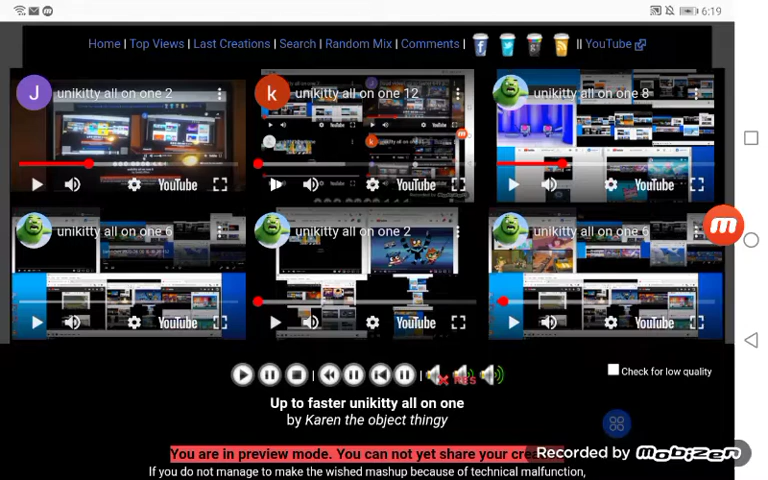 6:19
Home | Top Views | Last Creations | Search | Random Mix | Comments | || YouTube
J unikitty all on one 2
k unikitty all on one 12
unikitty all on one 8
YouTube
YouTube
YouTube
unikitty all on one 6
unikitty all on one 2
unikitty all on one 6
YouTube
YouTube
YouTube
Check for low quality
Up to faster unikitty all on one
by Karen the object thingy
You are in preview mode. You can not yet share your
Recorded by Mobizen
If you do not manage to make the wished mashup because of technical malfunction,